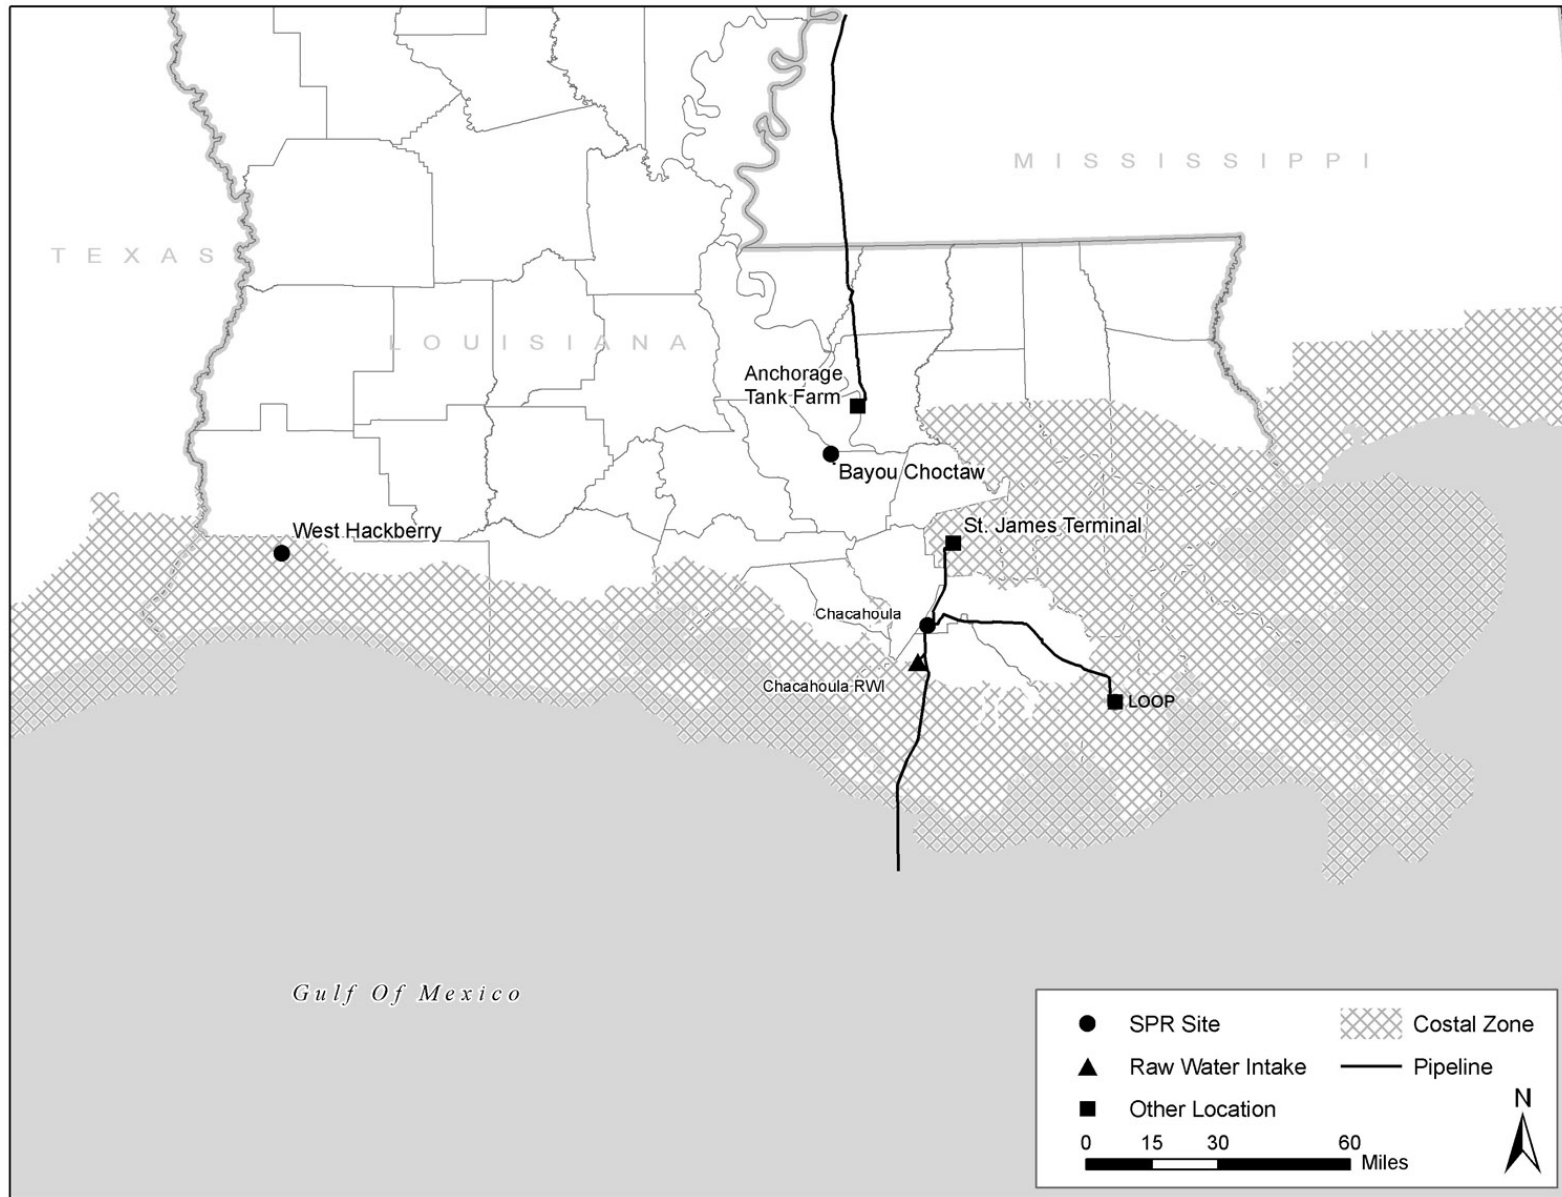 MISSISSIPPI
TEXAS
LOUISIANA
Anchorage
Tank Farm
Bayou Choctaw
West Hackberry
St. James Terminal
Chacahoula
Chacahoula RWI
LOOP
Gulf Of Mexico
SPR Site
Costal Zone
Raw Water Intake
Pipeline
Other Location
N
0 15 30 60
Miles